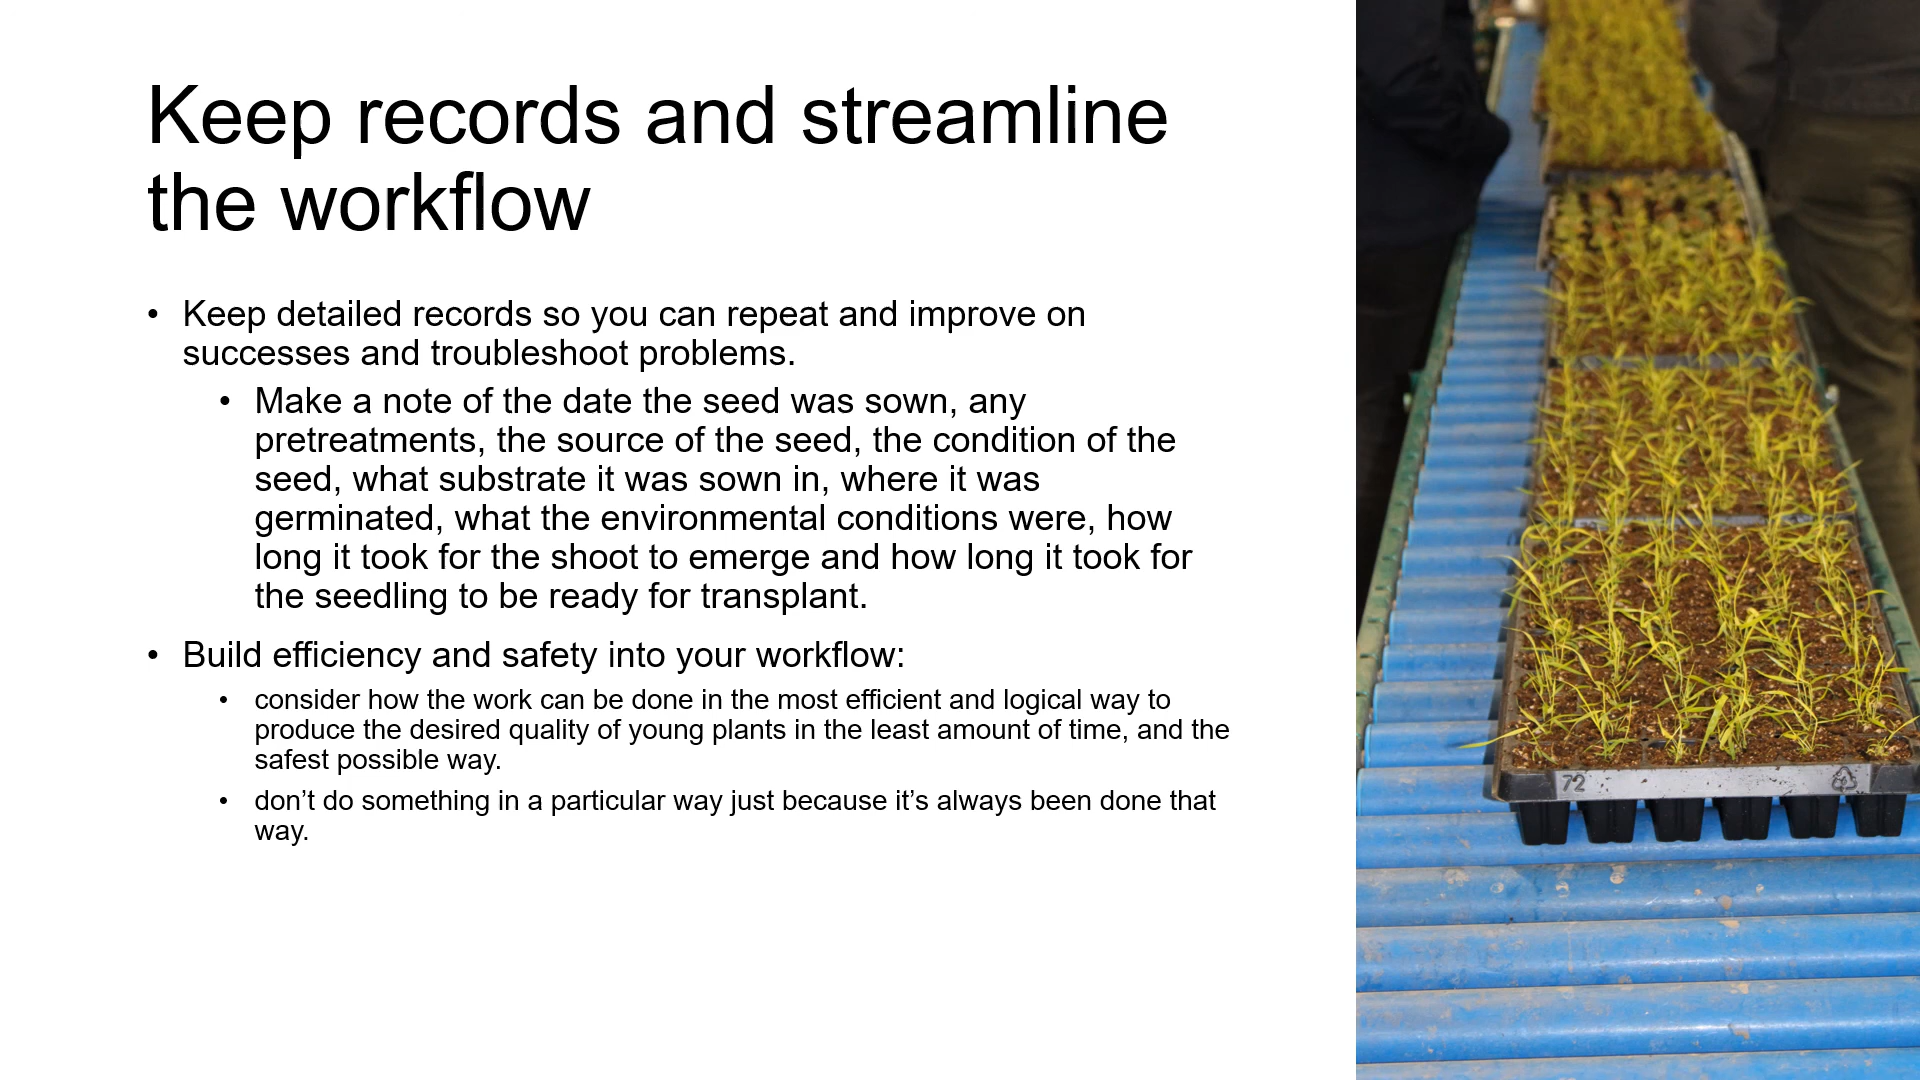 Keep records and streamline
the workflow
• Keep detailed records so you can repeat and improve on
successes and troubleshoot problems.
• Make a note of the date the seed was sown, any
pretreatments, the source of the seed, the condition of the
seed, what substrate it was sown in, where it was
germinated, what the environmental conditions were, how
long it took for the shoot to emerge and how long it took for
the seedling to be ready for transplant.
• Build efficiency and safety into your workflow:
• consider how the work can be done in the most efficient and logical way to
produce the desired quality of young plants in the least amount of time, and the
safest possible way.
• don’t do something in a particular way just because it’s always been done that
way.
72